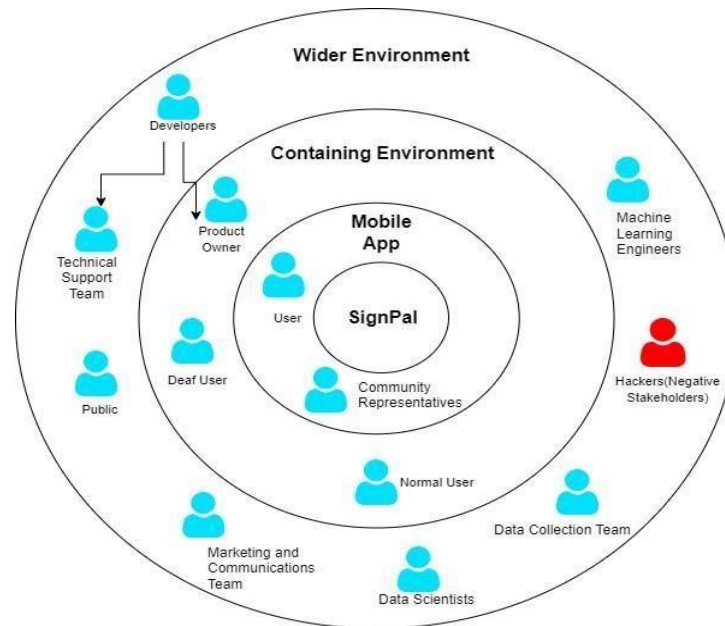 Wider Environment
Developers
Containing Environment
Product
Owner
Machine
Learning
Engineers
Technical
Support
Team
Mobile
App
User
SignPal
Deaf User
Community
Representatives
Public
Hackers(Negative
Stakeholders)
Normal User
Data Collection Team
Marketing and
Communications
Team
Data Scientists